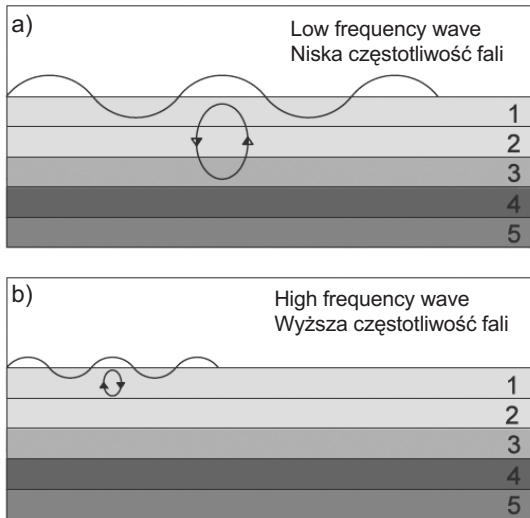 a)
Low frequency wave
Niska częstotliwość fali
1
2
3
4
5
b)
High frequency wave
Wyższa częstotliwość fali
1
2
3
4
5